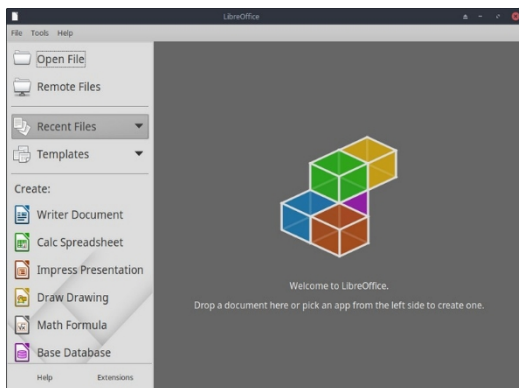 LibreOffice
File Tools Help
Open File
Remote Files
Recent Files
Templates
Create:
Writer Document
Calc Spreadsheet
Impress Presentation
Draw Drawing
Math Formula
Base Database
Help Extensions
Welcome to LibreOffice.
Drop a document here or pick an app from the left side to create one.